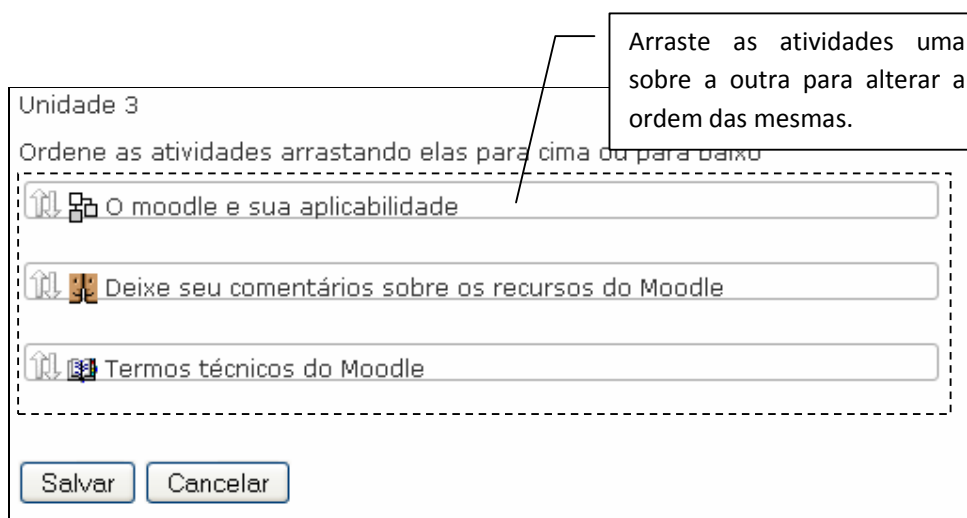 Arraste as atividades uma
sobre a outra para alterar a
ordem das mesmas.
Unidade 3
Ordene as atividades arrastando elas para cima ou para baixo
O moodle e sua aplicabilidade
Deixe seu comentários sobre os recursos do Moodle
Termos técnicos do Moodle
Salvar Cancelar